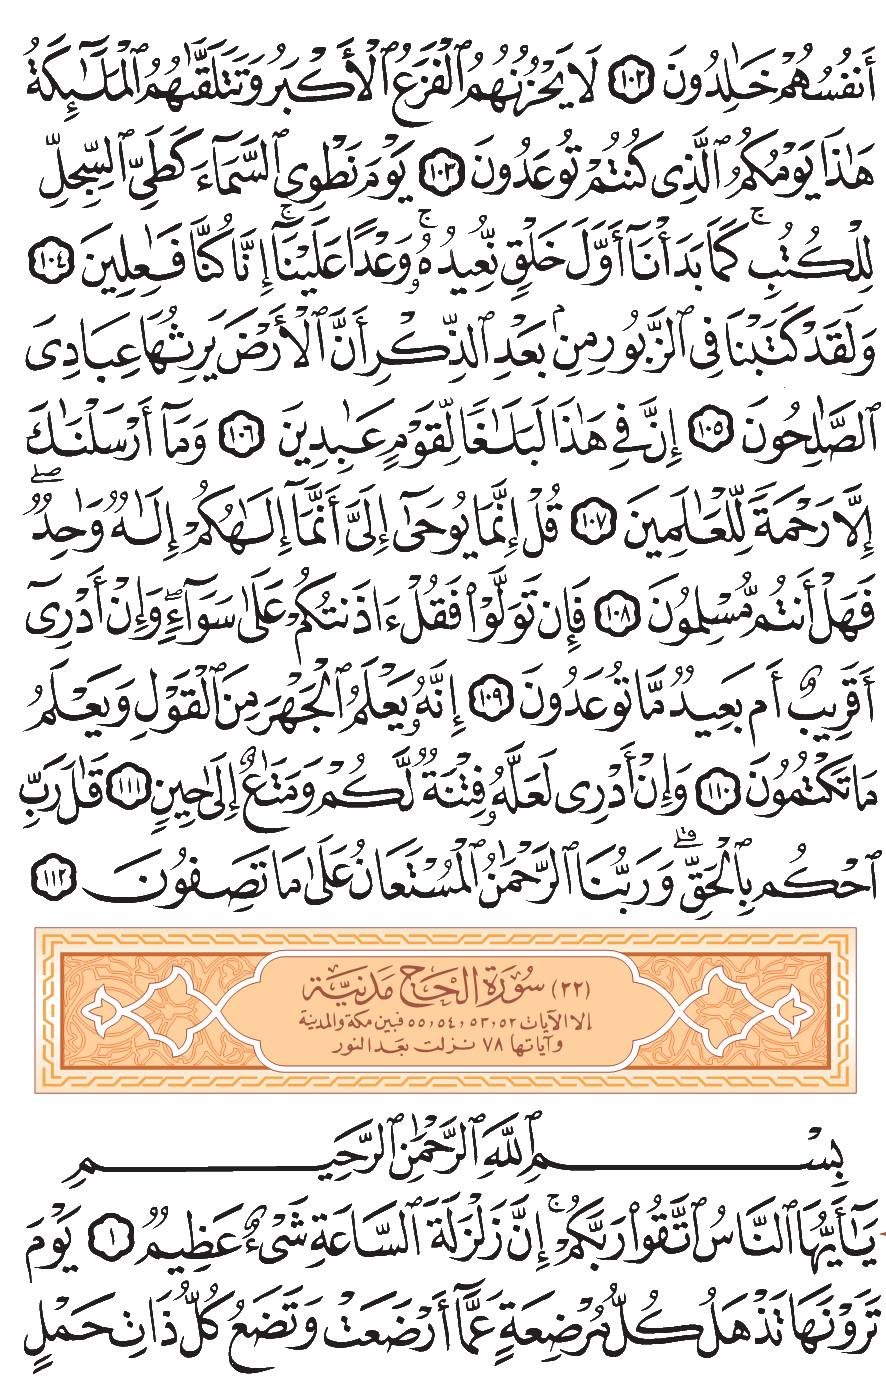 أَنفُسُهُمْ خَـٰلِدُونَ ١٠٢ لَا يَحْزُنُهُمُ ٱلْفَزَعُ ٱلْأَكْبَرُ وَتَتَلَقَّىٰهُمُ ٱلْمَلَـٰٓئِكَةُ
هَـٰذَا يَوْمُكُمُ ٱلَّذِى كُنتُمْ تُوعَدُونَ ١٠٣ يَوْمَ نَطْوِى ٱلسَّمَآءَ كَطَىِّ ٱلسِّجِلِّ
لِلْكُتُبِ ۚ كَمَا بَدَأْنَآ أَوَّلَ خَلْقٍ نُّعِيدُهُۥ ۚ وَعْدًا عَلَيْنَآ ۚ إِنَّا كُنَّا فَـٰعِلِينَ ١٠٤
وَلَقَدْ كَتَبْنَا فِى ٱلزَّبُورِ مِنۢ بَعْدِ ٱلذِّكْرِ أَنَّ ٱلْأَرْضَ يَرِثُهَا عِبَادِىَ
ٱلصَّـٰلِحُونَ ١٠٥ إِنَّ فِى هَـٰذَا لَبَلَـٰغًا لِّقَوْمٍ عَـٰبِدِينَ ١٠٦ وَمَآ أَرْسَلْنَـٰكَ
إِلَّا رَحْمَةً لِّلْعَـٰلَمِينَ ١٠٧ قُلْ إِنَّمَا يُوحَىٰٓ إِلَىَّ أَنَّمَآ إِلَـٰهُكُمْ إِلَـٰهٌ وَٰحِدٌ ۖ
فَهَلْ أَنتُم مُّسْلِمُونَ ١٠٨ فَإِن تَوَلَّوْا۟ فَقُلْ ءَاذَنتُكُمْ عَلَىٰ سَوَآءٍ ۖ وَإِنْ أَدْرِىٓ
أَقَرِيبٌ أَم بَعِيدٌ مَّا تُوعَدُونَ ١٠٩ إِنَّهُۥ يَعْلَمُ ٱلْجَهْرَ مِنَ ٱلْقَوْلِ وَيَعْلَمُ
مَا تَكْتُمُونَ ١١٠ وَإِنْ أَدْرِى لَعَلَّهُۥ فِتْنَةٌ لَّكُمْ وَمَتَـٰعٌ إِلَىٰ حِينٍ ١١١ قَـٰلَ رَبِّ
ٱحْكُم بِٱلْحَقِّ ۗ وَرَبُّنَا ٱلرَّحْمَـٰنُ ٱلْمُسْتَعَانُ عَلَىٰ مَا تَصِفُونَ ١١٢
(٢٢) سُورَةُ الحَجّ مَدَنيَّة
إلا الآيات ٥٢، ٥٣، ٥٤، ٥٥ فبين مكة والمدينة
وآياتها ٧٨ نزلت بعد النور
بِسْمِ ٱللَّهِ ٱلرَّحْمَـٰنِ ٱلرَّحِيمِ
يَـٰٓأَيُّهَا ٱلنَّاسُ ٱتَّقُوا۟ رَبَّكُمْ ۚ إِنَّ زَلْزَلَةَ ٱلسَّاعَةِ شَىْءٌ عَظِيمٌ ١ يَوْمَ
تَرَوْنَهَا تَذْهَلُ كُلُّ مُرْضِعَةٍ عَمَّآ أَرْضَعَتْ وَتَضَعُ كُلُّ ذَاتِ حَمْلٍ